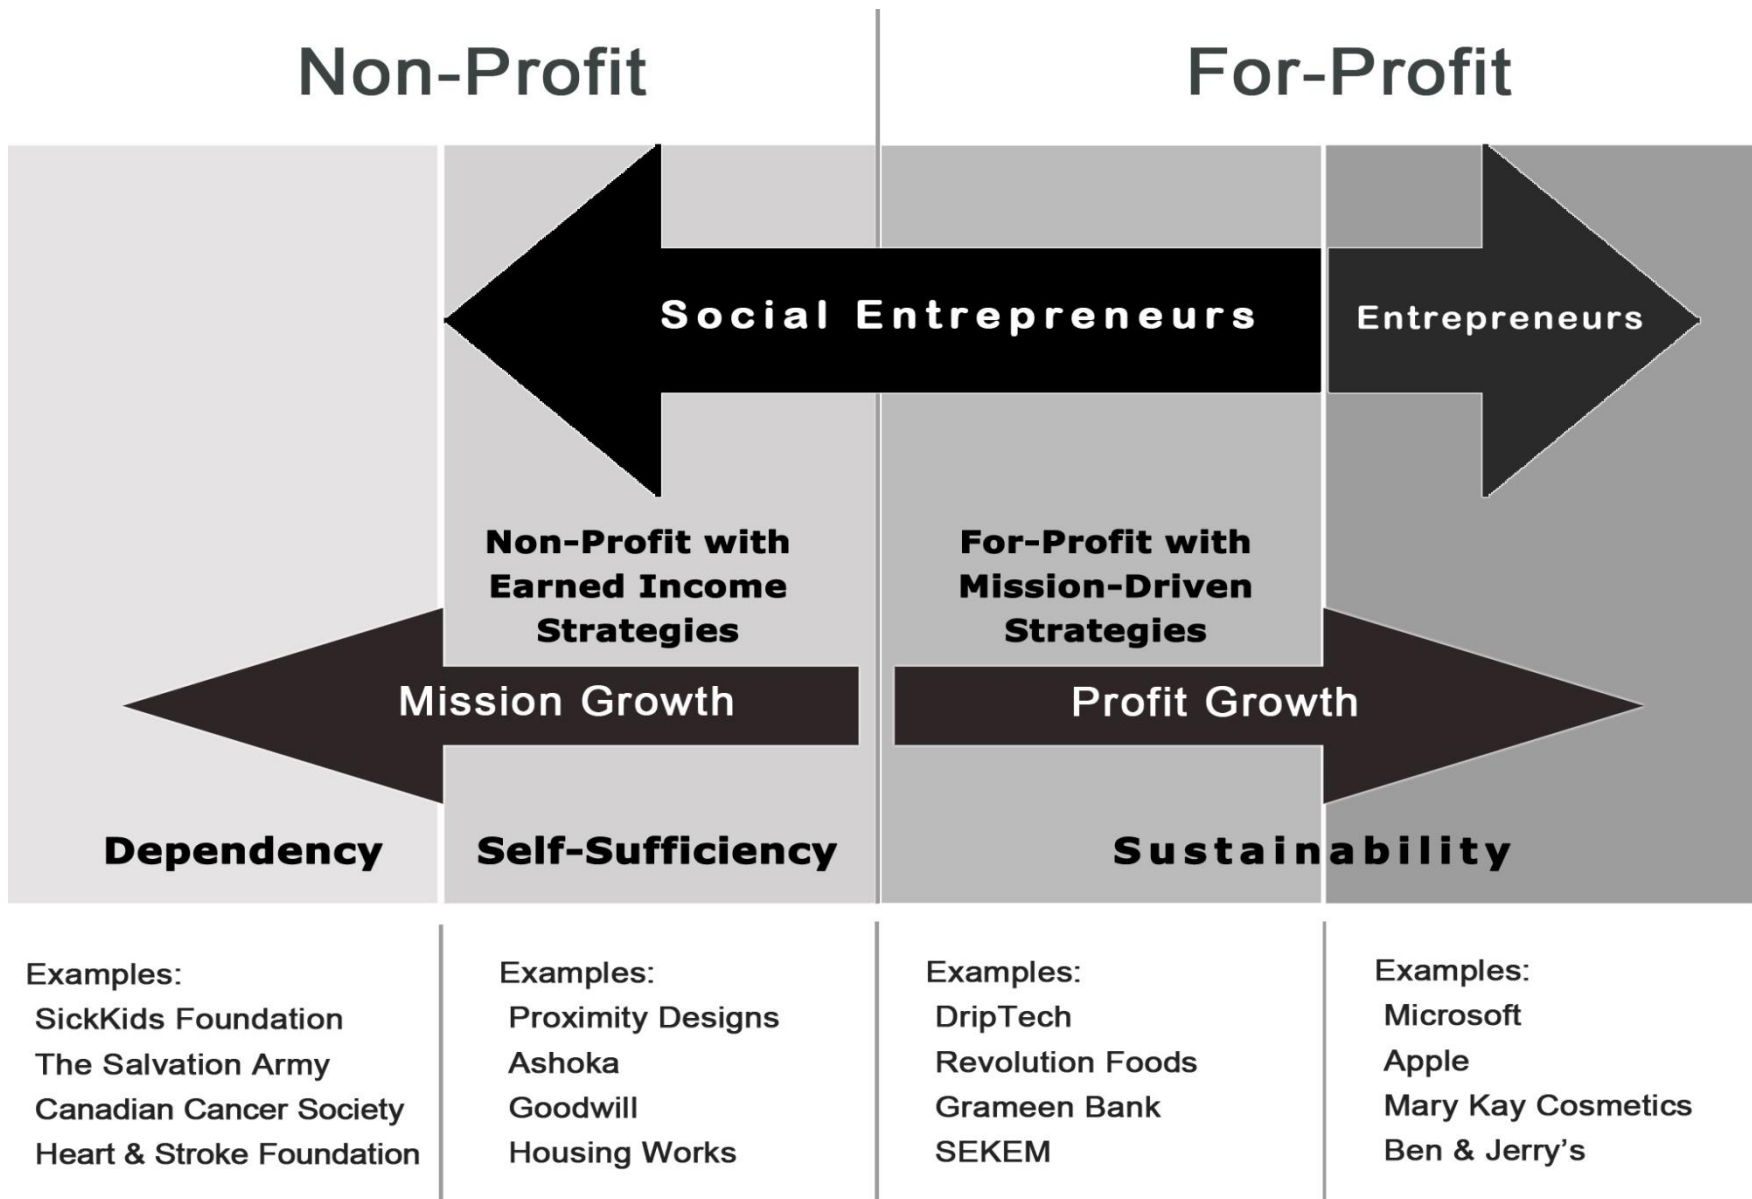 Non-Profit
For-Profit
Social Entrepreneurs
Entrepreneurs
Non-Profit with
Earned Income
Strategies
For-Profit with
Mission-Driven
Strategies
Mission Growth
Profit Growth
Dependency
Self-Sufficiency
Sustainability
Examples:
SickKids Foundation
The Salvation Army
Canadian Cancer Society
Heart & Stroke Foundation
Examples:
Proximity Designs
Ashoka
Goodwill
Housing Works
Examples:
DripTech
Revolution Foods
Grameen Bank
SEKEM
Examples:
Microsoft
Apple
Mary Kay Cosmetics
Ben & Jerry's